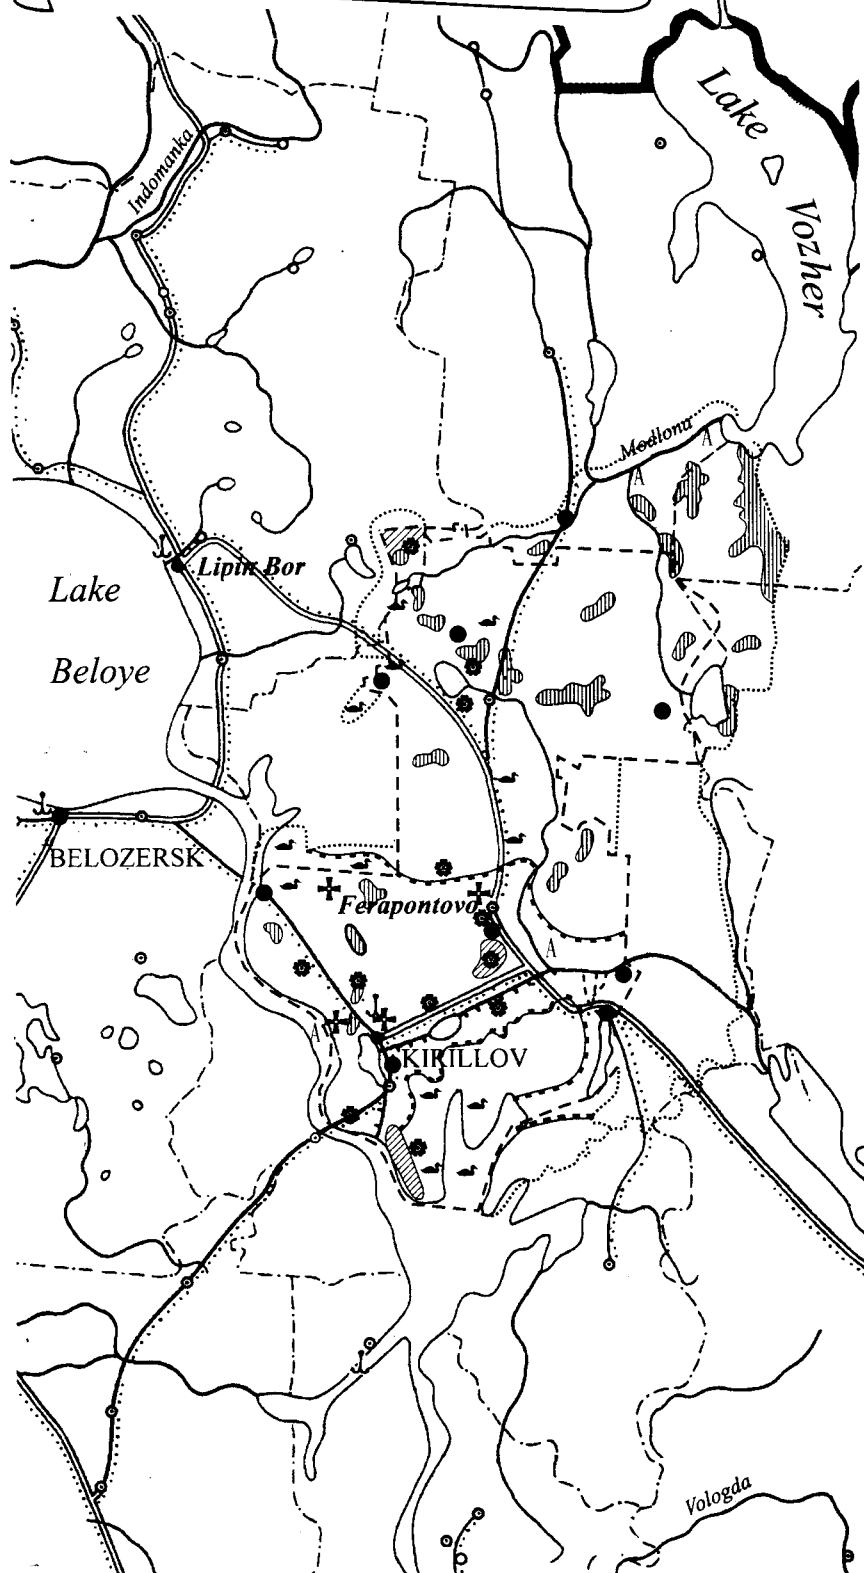 Lake
Vozher
Indomanka
Modlona
A
A
Lipin Bor
Lake
Beloye
BELOZERSK
Ferapontovo
A
A
KIRILLOV
Vologda